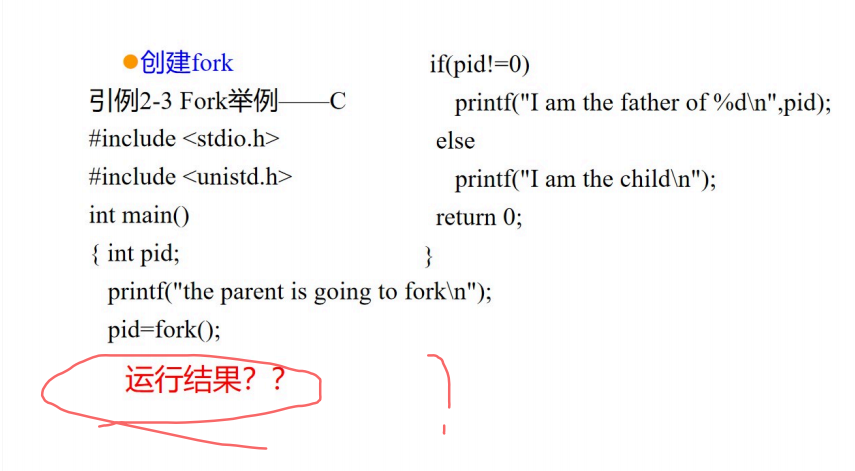 ●创建fork
引例2-3 Fork举例——C
#include <stdio.h>
#include <unistd.h>
int main()
{ int pid;
printf("the parent is going to fork\n");
pid=fork();
if(pid!=0)
printf("I am the father of %d\n",pid);
else
printf("I am the child\n");
return 0;
}
运行结果？？